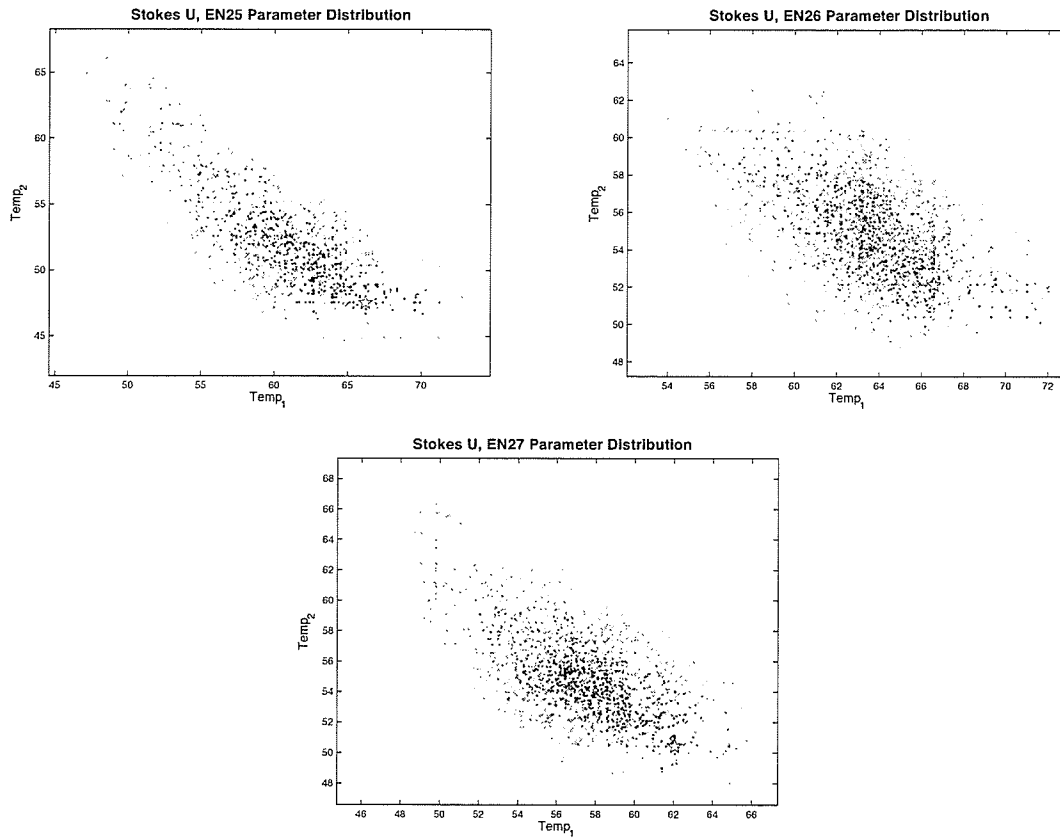 Stokes U, EN25 Parameter Distribution
65
60
55
50
45
Temp2
45 50 55 60 65 70
Temp1
Stokes U, EN26 Parameter Distribution
64
62
60
58
56
54
52
50
48
Temp2
54 56 58 60 62 64 66 68 70 72
Temp1
Stokes U, EN27 Parameter Distribution
68
66
64
62
60
58
56
54
52
50
48
Temp2
46 48 50 52 54 56 58 60 62 64 66
Temp1